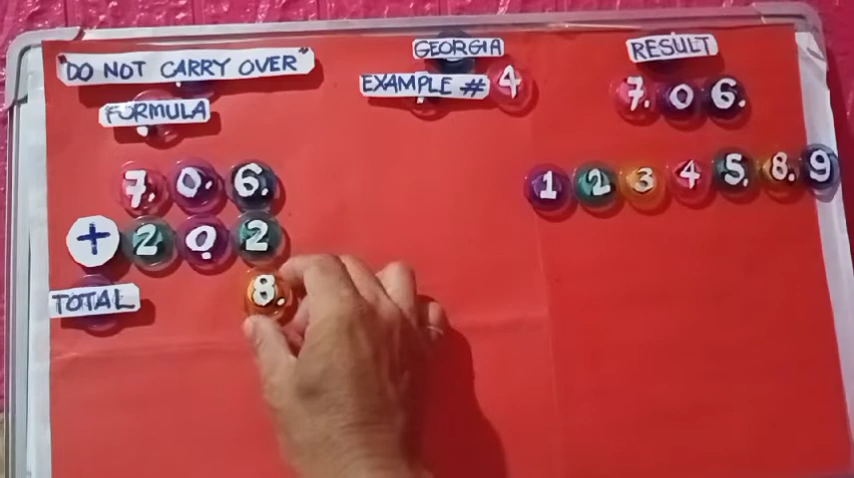 "DO NOT CARRY OVER"
FORMULA
7. 0. 6.
+ 2 0 2
TOTAL 8.
GEORGIA
EXAMPLE # 4
RESULT
7. 0 6.
1 2 3 4 5. 8. 9